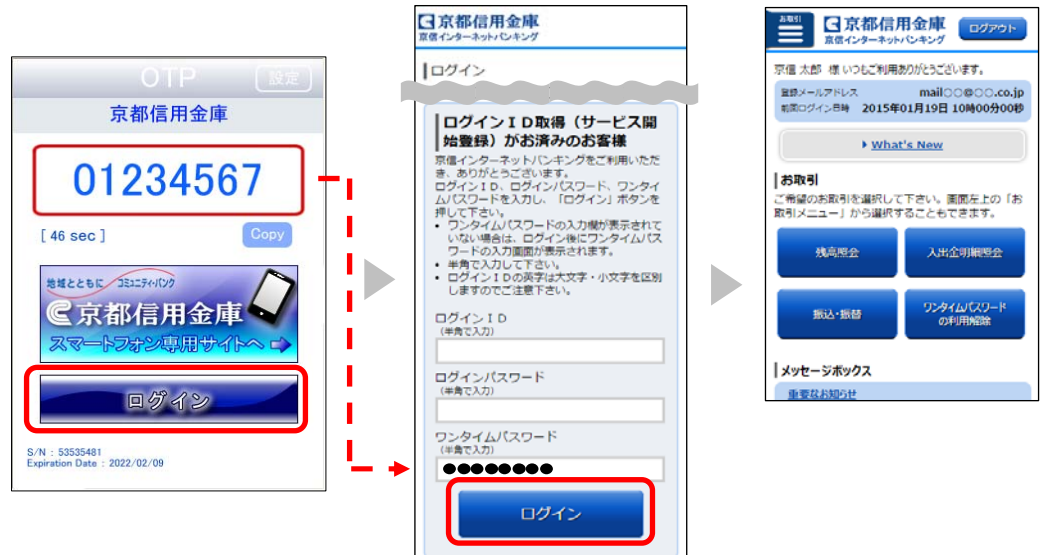 OTP
設定
京都信用金庫
01234567
[ 46 sec ]
Copy
地域とともに コミュニティ・バンク
京都信用金庫
スマートフォン専用サイトへ
ログイン
S/N : 53535481
Expiration Date : 2022/02/09
京都信用金庫
京信インターネットバンキング
ログイン
ログインID取得(サービス開
始登録)がお済みのお客様
京信インターネットバンキングをご利用いただ
き、ありがとうございます。
ログインID、ログインパスワード、ワンタイ
ムパスワードを入力し、「ログイン」ボタンを
押して下さい。
• ワンタイムパスワードの入力欄が表示されて
いない場合は、ログイン後にワンタイムパス
ワードの入力画面が表示されます。
• 半角で入力して下さい。
• ログインIDの英字は大文字・小文字を区別
しますのでご注意下さい。
ログインID
(半角で入力)
ログインパスワード
(半角で入力)
ワンタイムパスワード
(半角で入力)
●●●●●●●●
ログイン
お取引
京都信用金庫
京信インターネットバンキング
ログアウト
京信 太郎 様 いつもご利用ありがとうございます。
登録メールアドレス mail○○@○○.co.jp
前回ログイン日時 2015年01月19日 10時00分00秒
What's New
お取引
ご希望のお取引を選択して下さい。画面左上の「お
取引メニュー」から選択することもできます。
残高照会
入出金明細照会
振込・振替
ワンタイムパスワード
の利用解除
メッセージボックス
重要なお知らせ